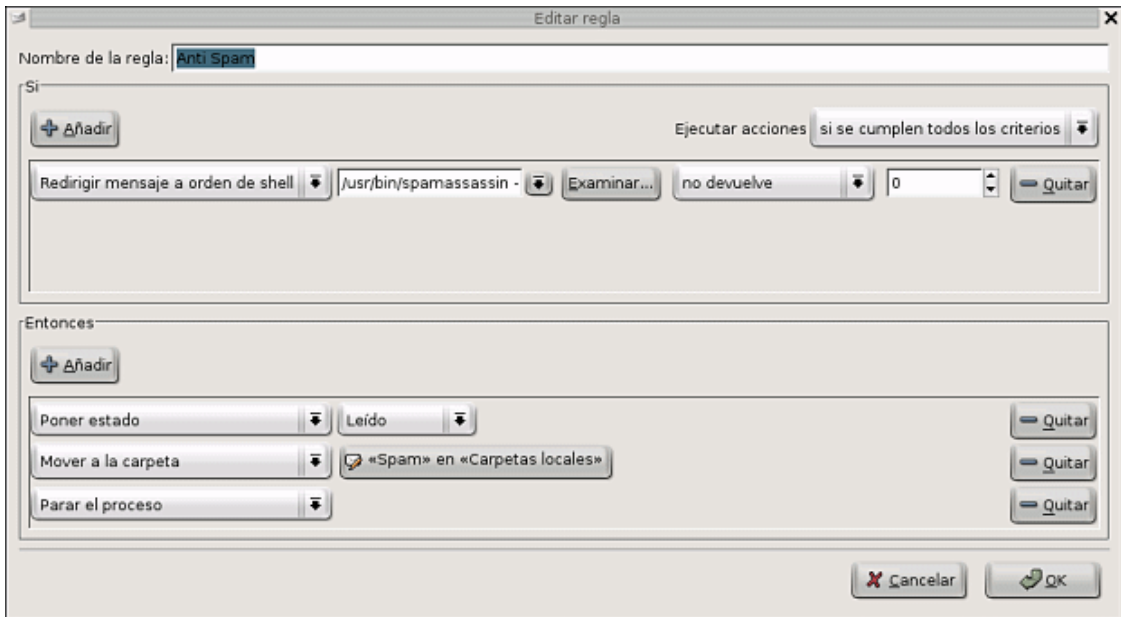 Editar regla
Nombre de la regla: Anti Spam
Si
Añadir
Ejecutar acciones si se cumplen todos los criterios
Redirigir mensaje a orden de shell /usr/bin/spamassassin - Examinar... no devuelve 0 Quitar
Entonces
Añadir
Poner estado Leído Quitar
Mover a la carpeta «Spam» en «Carpetas locales» Quitar
Parar el proceso Quitar
Cancelar OK